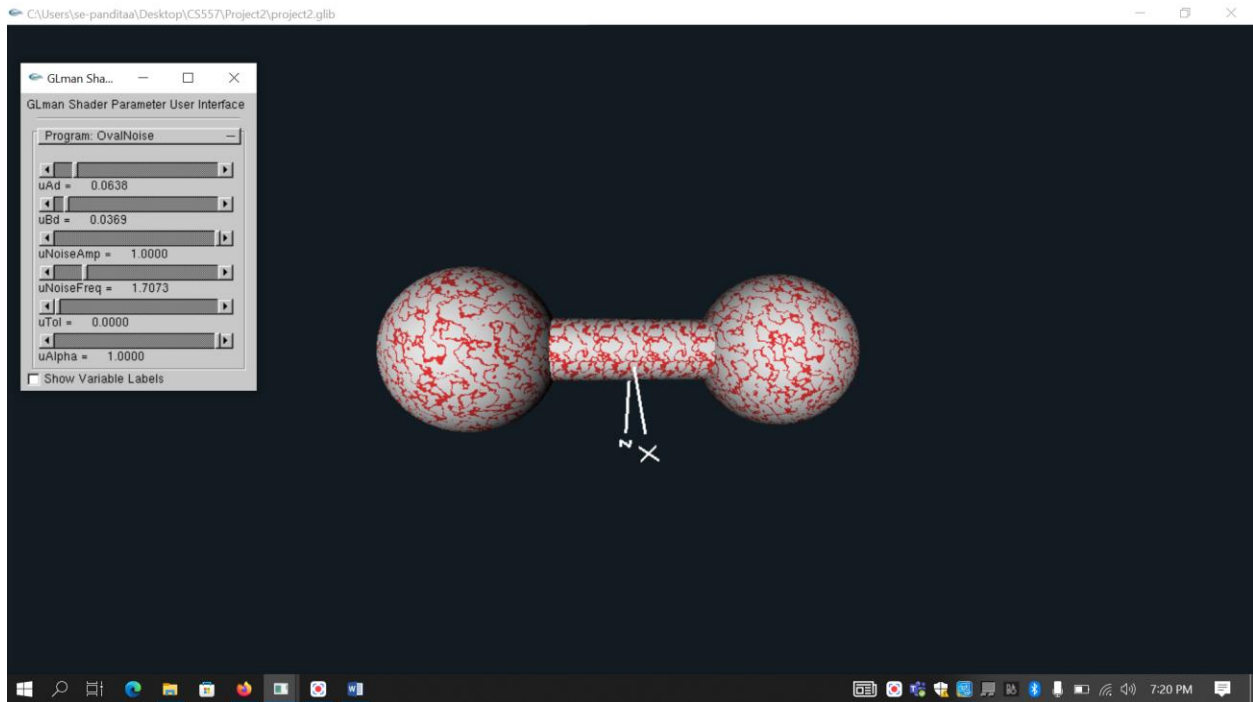 C:\Users\se-panditaa\Desktop\CS557\Project2\project2.glib
GLman Sha...
GLman Shader Parameter User Interface
Program: OvalNoise
uAd = 0.0638
uBd = 0.0369
uNoiseAmp = 1.0000
uNoiseFreq = 1.7073
uTol = 0.0000
uAlpha = 1.0000
Show Variable Labels
Z
X
7:20 PM